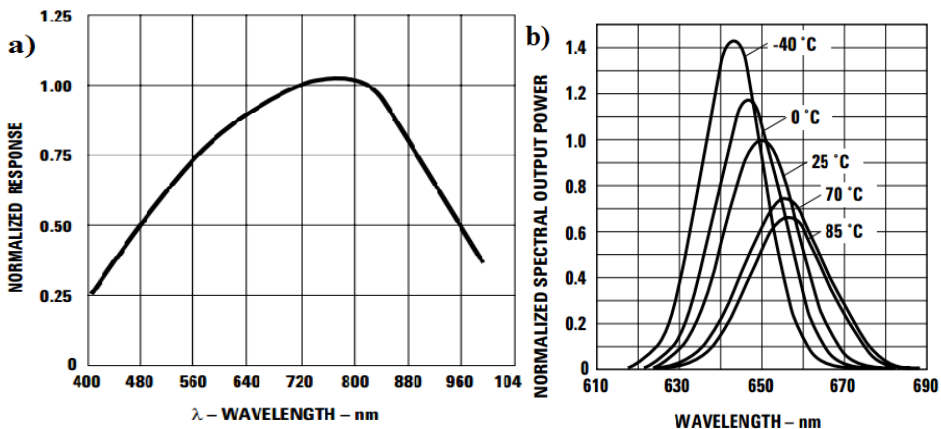 a)
1.25
1.00
0.75
0.50
0.25
0
NORMALIZED RESPONSE
400 480 560 640 720 800 880 960 104
λ – WAVELENGTH – nm
b)
1.4
1.2
1.0
0.8
0.6
0.4
0.2
0
NORMALIZED SPECTRAL OUTPUT POWER
-40 ˚C
0 ˚C
25 ˚C
70 ˚C
85 ˚C
610 630 650 670 690
WAVELENGTH – nm